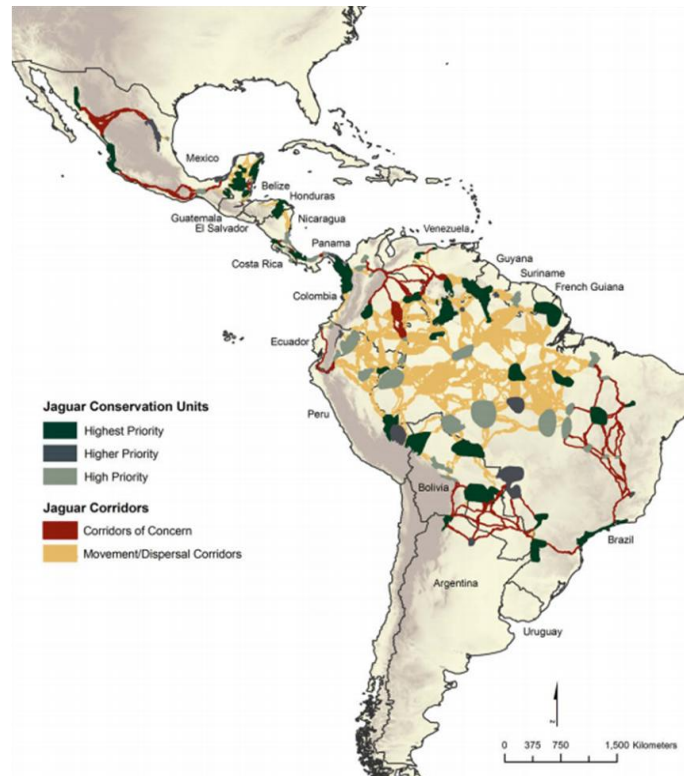 Mexico
Belize
Honduras
Guatemala
Nicaragua
El Salvador
Panama
Venezuela
Costa Rica
Guyana
Suriname
French Guiana
Colombia
Ecuador
Peru
Jaguar Conservation Units
Highest Priority
Higher Priority
High Priority
Jaguar Corridors
Corridors of Concern
Movement/Dispersal Corridors
Bolivia
Brazil
Argentina
Uruguay
N
0 375 750 1,500 Kilometers